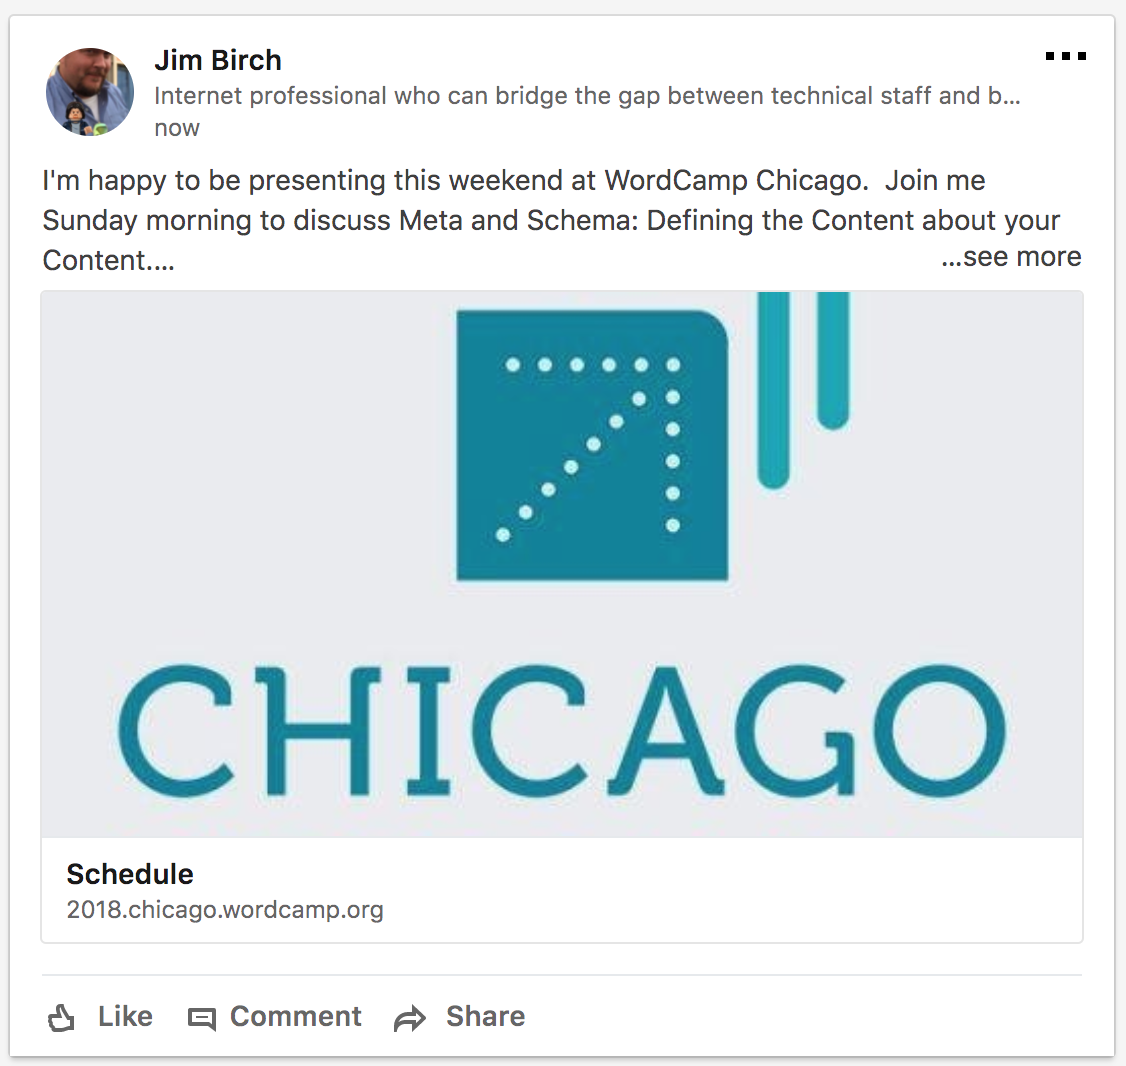 Jim Birch
Internet professional who can bridge the gap between technical staff and b...
now
I'm happy to be presenting this weekend at WordCamp Chicago.  Join me
Sunday morning to discuss Meta and Schema: Defining the Content about your
Content.... ...see more
CHICAGO
Schedule
2018.chicago.wordcamp.org
Like Comment Share